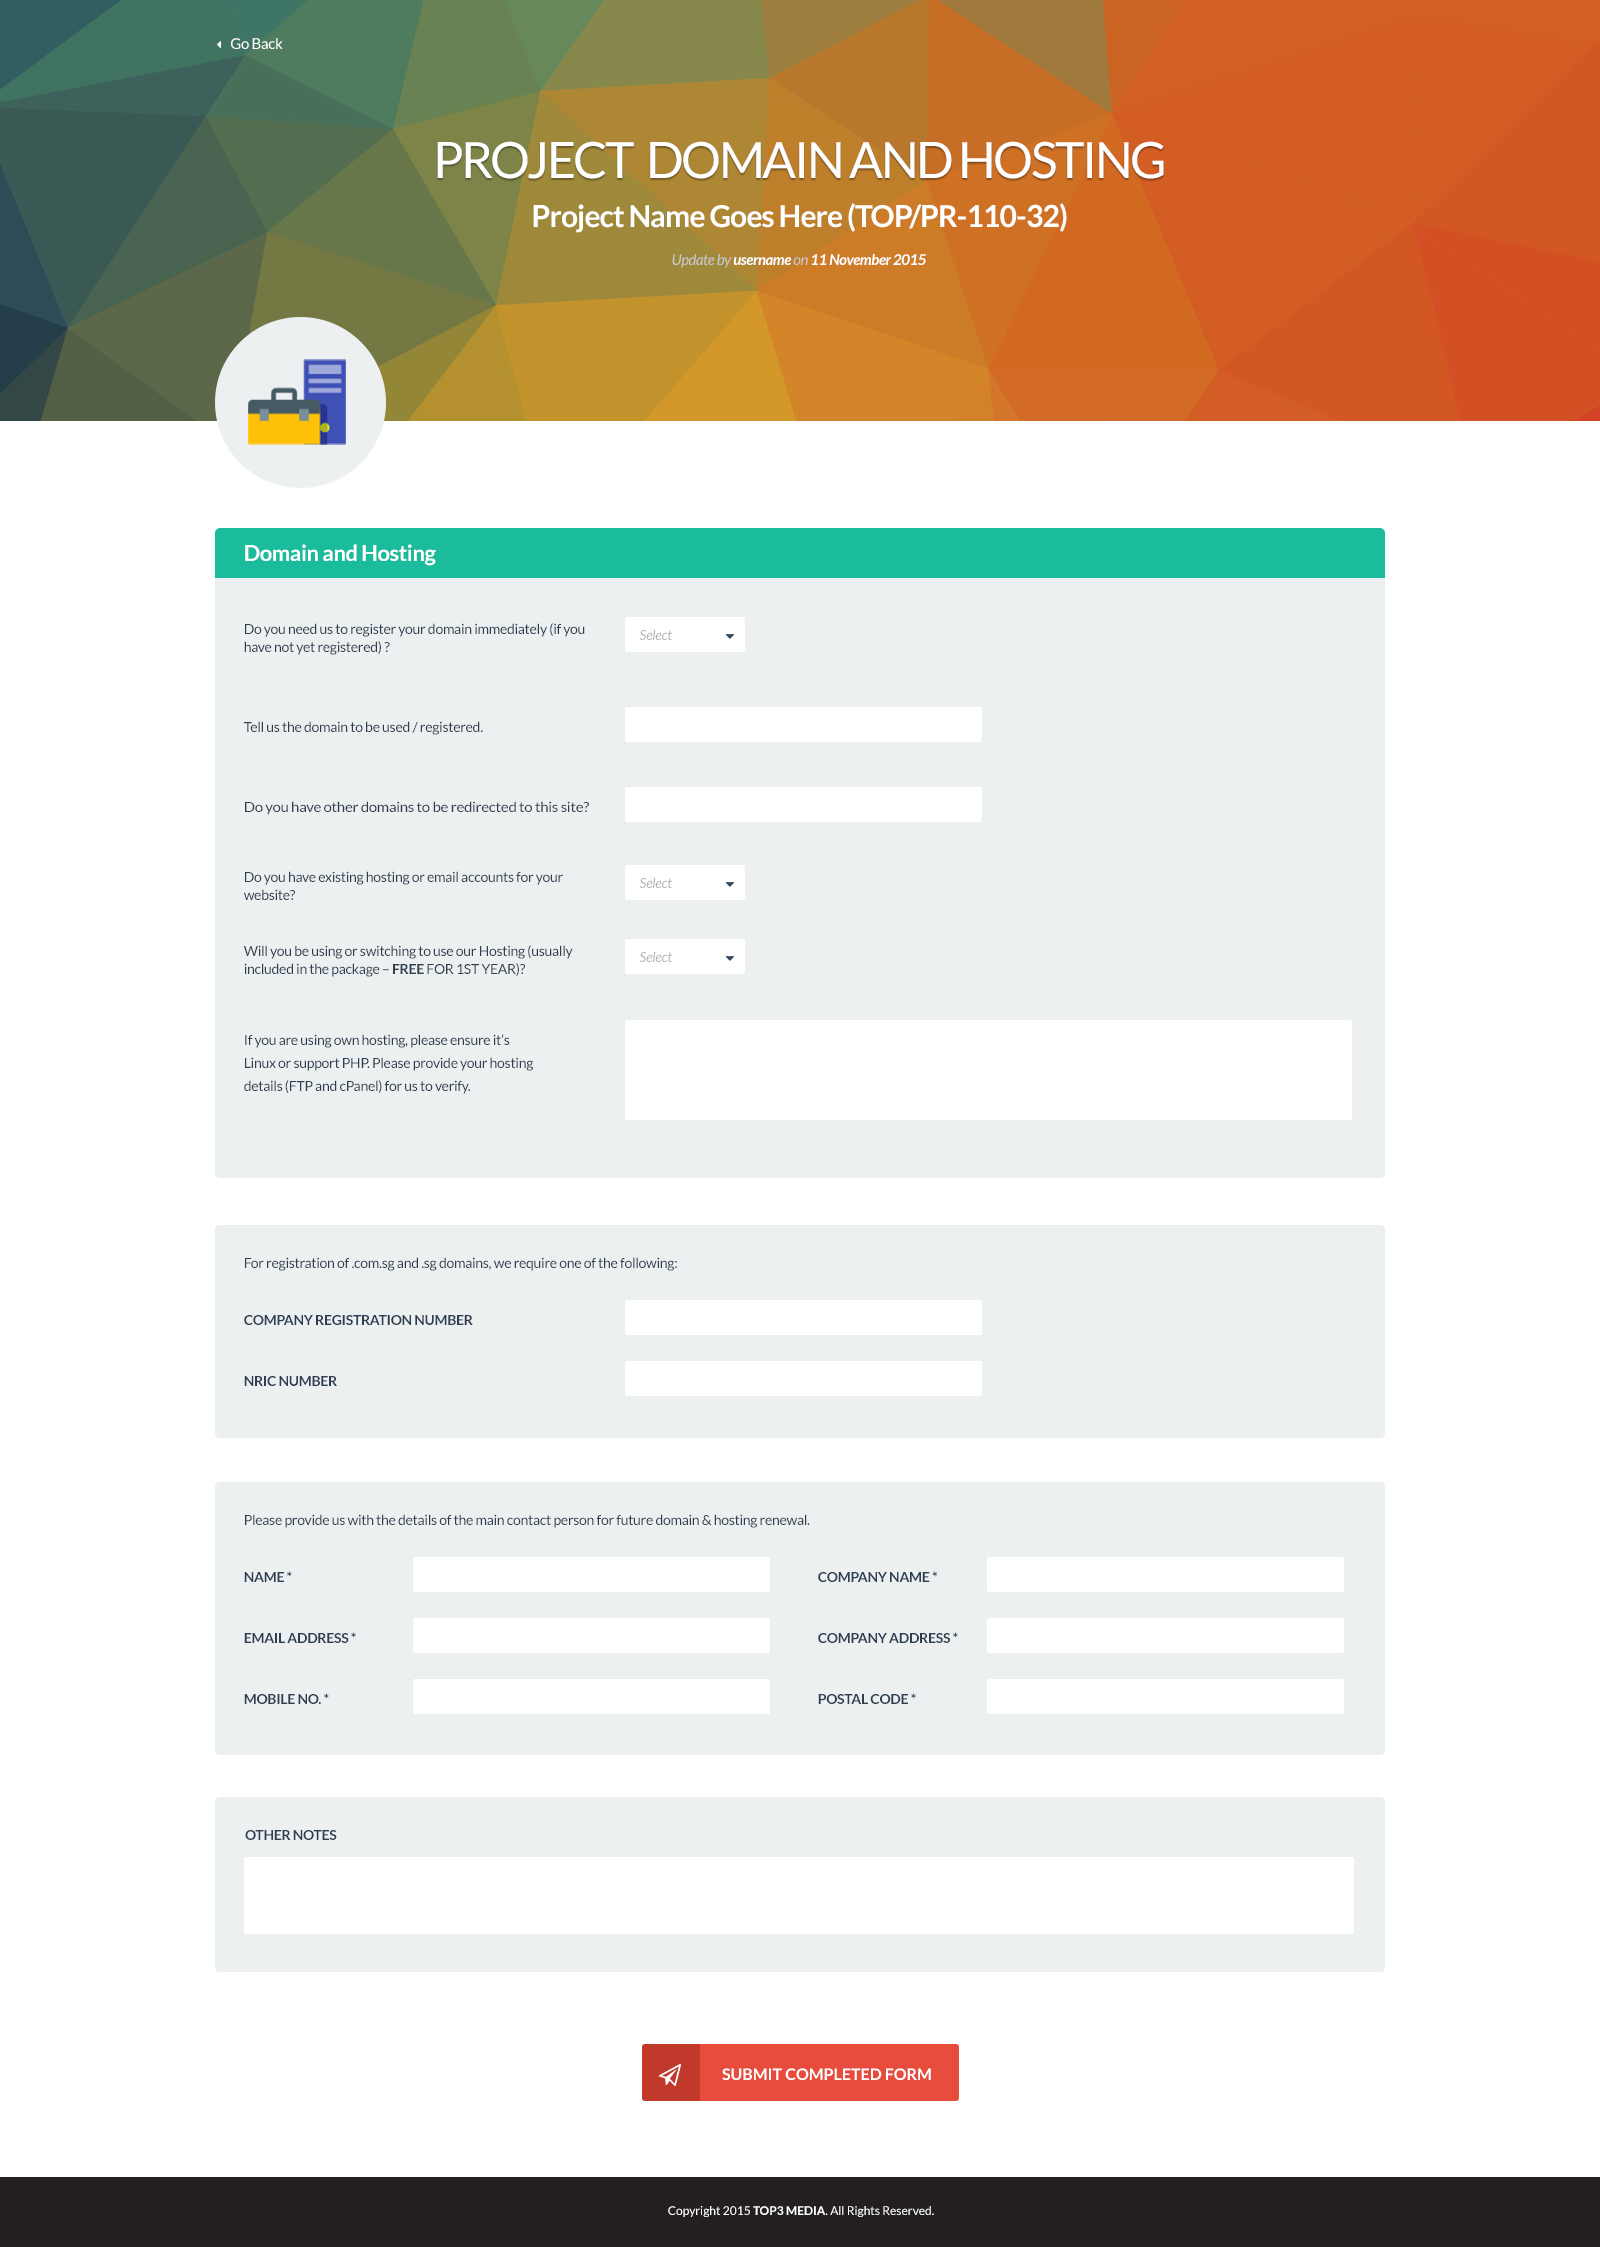 Go Back
PROJECT DOMAIN AND HOSTING
Project Name Goes Here (TOP/PR-110-32)
Update by username on 11 November 2015
Domain and Hosting
Do you need us to register your domain immediately (if you
have not yet registered) ?
Select
Tell us the domain to be used / registered.
Do you have other domains to be redirected to this site?
Do you have existing hosting or email accounts for your
website?
Select
Will you be using or switching to use our Hosting (usually
included in the package – FREE FOR 1ST YEAR)?
Select
If you are using own hosting, please ensure it's
Linux or support PHP. Please provide your hosting
details (FTP and cPanel) for us to verify.
For registration of .com.sg and .sg domains, we require one of the following:
COMPANY REGISTRATION NUMBER
NRIC NUMBER
Please provide us with the details of the main contact person for future domain & hosting renewal.
NAME *
COMPANY NAME *
EMAIL ADDRESS *
COMPANY ADDRESS *
MOBILE NO. *
POSTAL CODE *
OTHER NOTES
SUBMIT COMPLETED FORM
Copyright 2015 TOP3 MEDIA. All Rights Reserved.